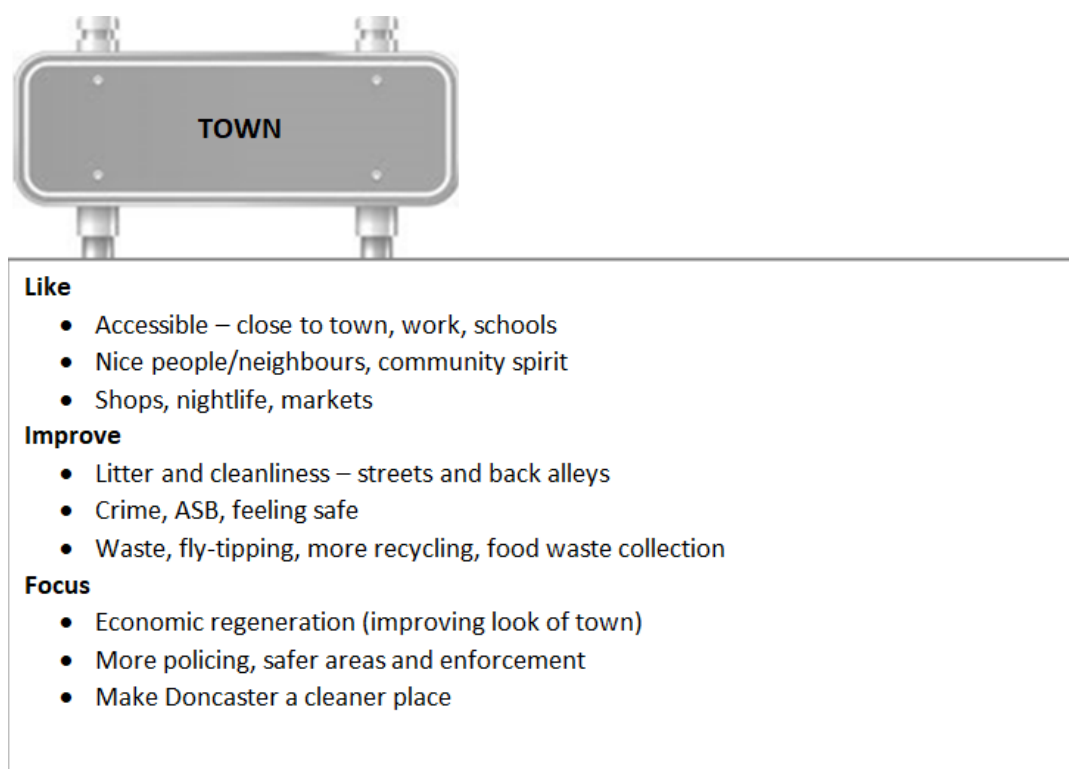 TOWN
Like
• Accessible – close to town, work, schools
• Nice people/neighbours, community spirit
• Shops, nightlife, markets
Improve
• Litter and cleanliness – streets and back alleys
• Crime, ASB, feeling safe
• Waste, fly-tipping, more recycling, food waste collection
Focus
• Economic regeneration (improving look of town)
• More policing, safer areas and enforcement
• Make Doncaster a cleaner place